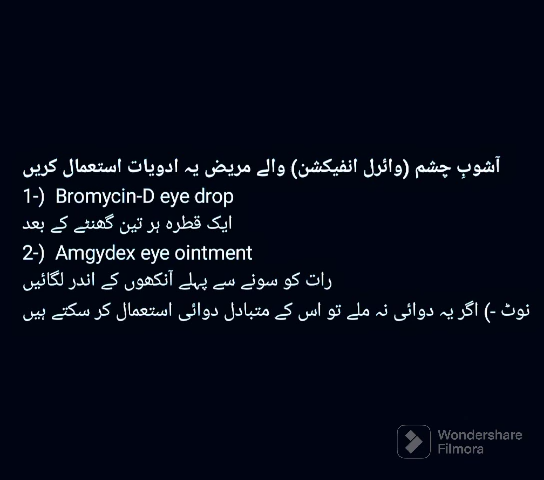 آشوبِ چشم (وائرل انفیکشن) والے مریض یہ ادویات استعمال کریں
1-) Bromycin-D eye drop
ایک قطرہ ہر تین گھنٹے کے بعد
2-) Amgydex eye ointment
رات کو سونے سے پہلے آنکھوں کے اندر لگائیں
نوٹ -) اگر یہ دوائی نہ ملے تو اس کے متبادل دوائی استعمال کر سکتے ہیں
Wondershare
Filmora